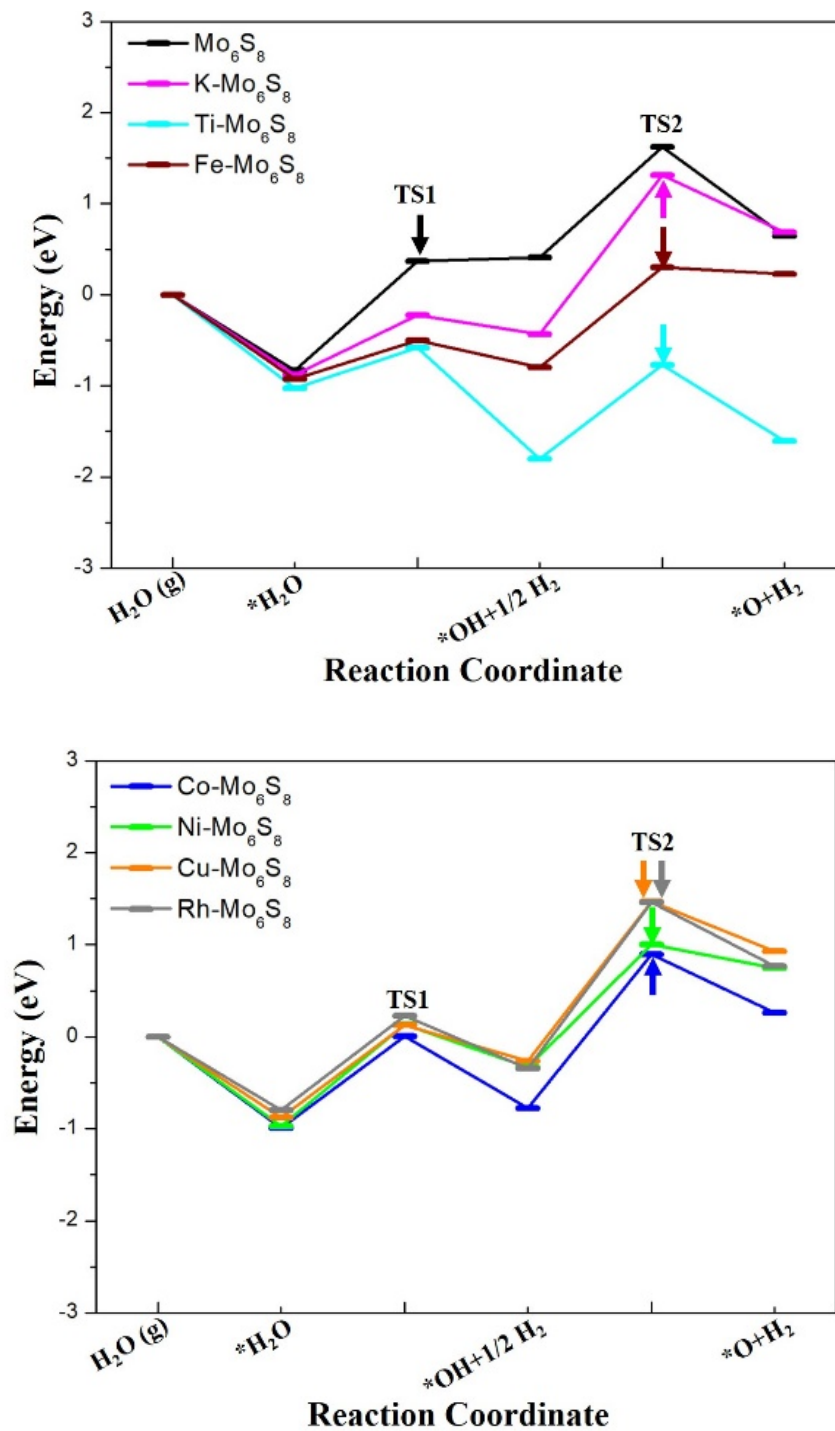 3
2
1
0
-1
-2
-3
Energy (eV)
Mo₆S₈
K-Mo₆S₈
Ti-Mo₆S₈
Fe-Mo₆S₈
TS1
TS2
H₂O (g)
*H₂O
*OH+1/2 H₂
*O+H₂
Reaction Coordinate
3
2
1
0
-1
-2
-3
Energy (eV)
Co-Mo₆S₈
Ni-Mo₆S₈
Cu-Mo₆S₈
Rh-Mo₆S₈
TS1
TS2
H₂O (g)
*H₂O
*OH+1/2 H₂
*O+H₂
Reaction Coordinate